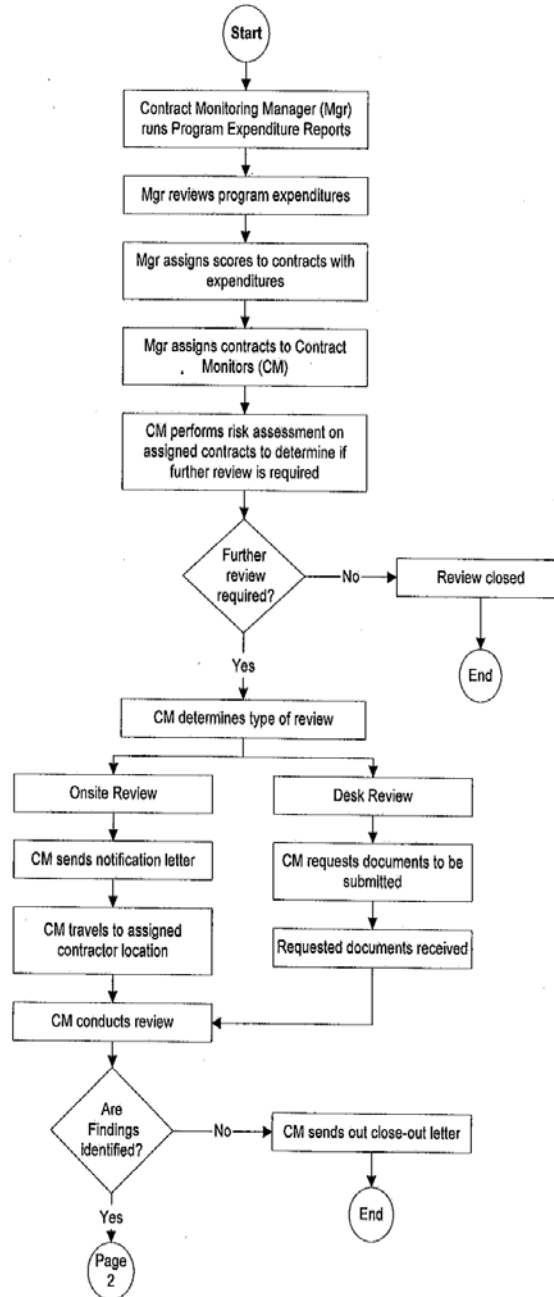 Start
Contract Monitoring Manager (Mgr)
runs Program Expenditure Reports
Mgr reviews program expenditures
Mgr assigns scores to contracts with
expenditures
Mgr assigns contracts to Contract
Monitors (CM)
CM performs risk assessment on
assigned contracts to determine if
further review is required
Further
review
required?
No
Review closed
End
Yes
CM determines type of review
Onsite Review
Desk Review
CM sends notification letter
CM requests documents to be
submitted
CM travels to assigned
contractor location
Requested documents received
CM conducts review
Are
Findings
identified?
No
CM sends out close-out letter
End
Yes
Page
2